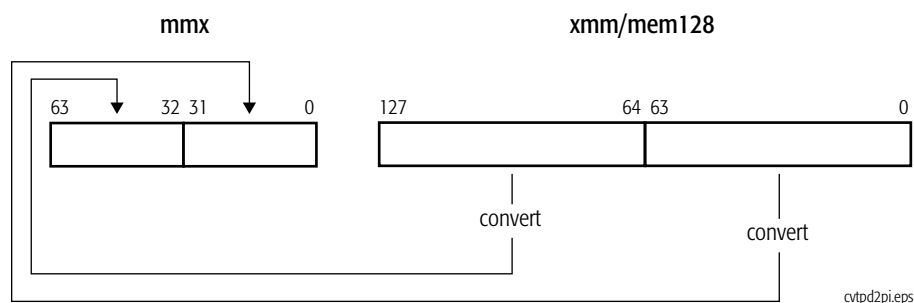 mmx xmm/mem128
63 32 31 0 127 64 63 0
convert
convert
cvtpd2pi.eps